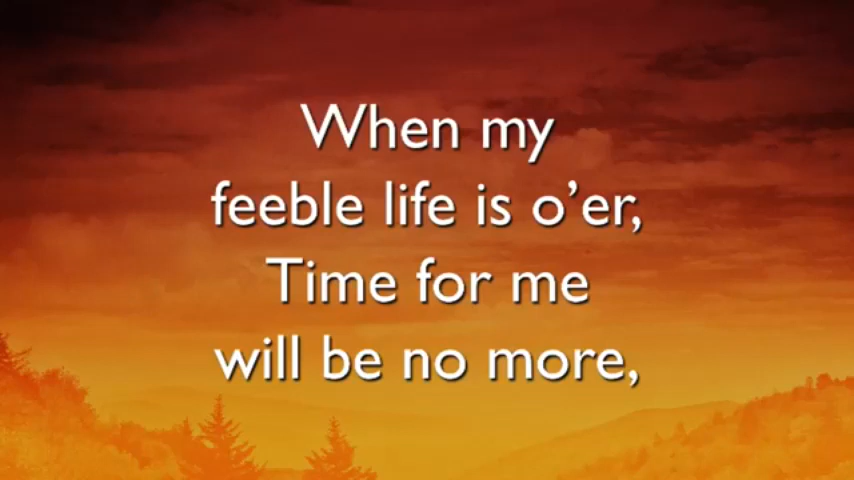 When my
feeble life is o’er,
Time for me
will be no more,